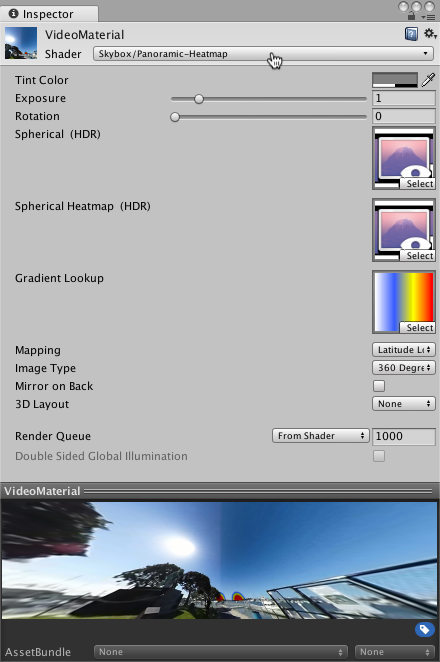 Inspector
VideoMaterial
Shader Skybox/Panoramic-Heatmap
Tint Color
Exposure 1
Rotation 0
Spherical (HDR)
Select
Spherical Heatmap (HDR)
Select
Gradient Lookup
Select
Mapping Latitude Lo
Image Type 360 Degre
Mirror on Back
3D Layout None
Render Queue From Shader 1000
Double Sided Global Illumination
VideoMaterial
AssetBundle None None